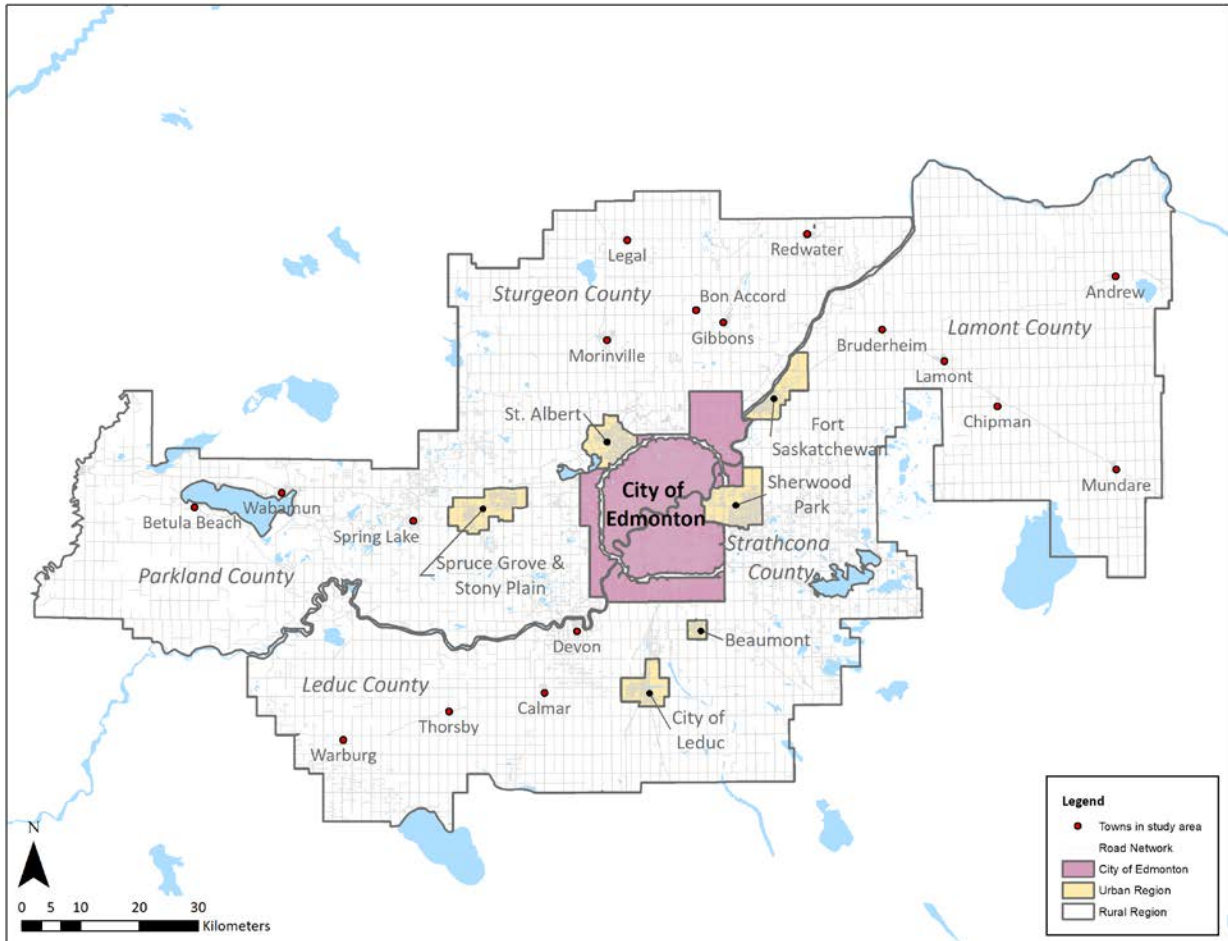 Legal
Redwater
Sturgeon County
Bon Accord
Gibbons
Morinville
Andrew
Lamont County
Bruderheim
Lamont
Chipman
Mundare
St. Albert
Fort
Saskatchewan
City of
Edmonton
Sherwood
Park
Strathcona
County
Wabamun
Betula Beach
Spring Lake
Spruce Grove &
Stony Plain
Parkland County
Devon
Beaumont
Leduc County
Calmar
City of
Leduc
Thorsby
Warburg
N
0 5 10 20 30
Kilometers
Legend
Towns in study area
Road Network
City of Edmonton
Urban Region
Rural Region